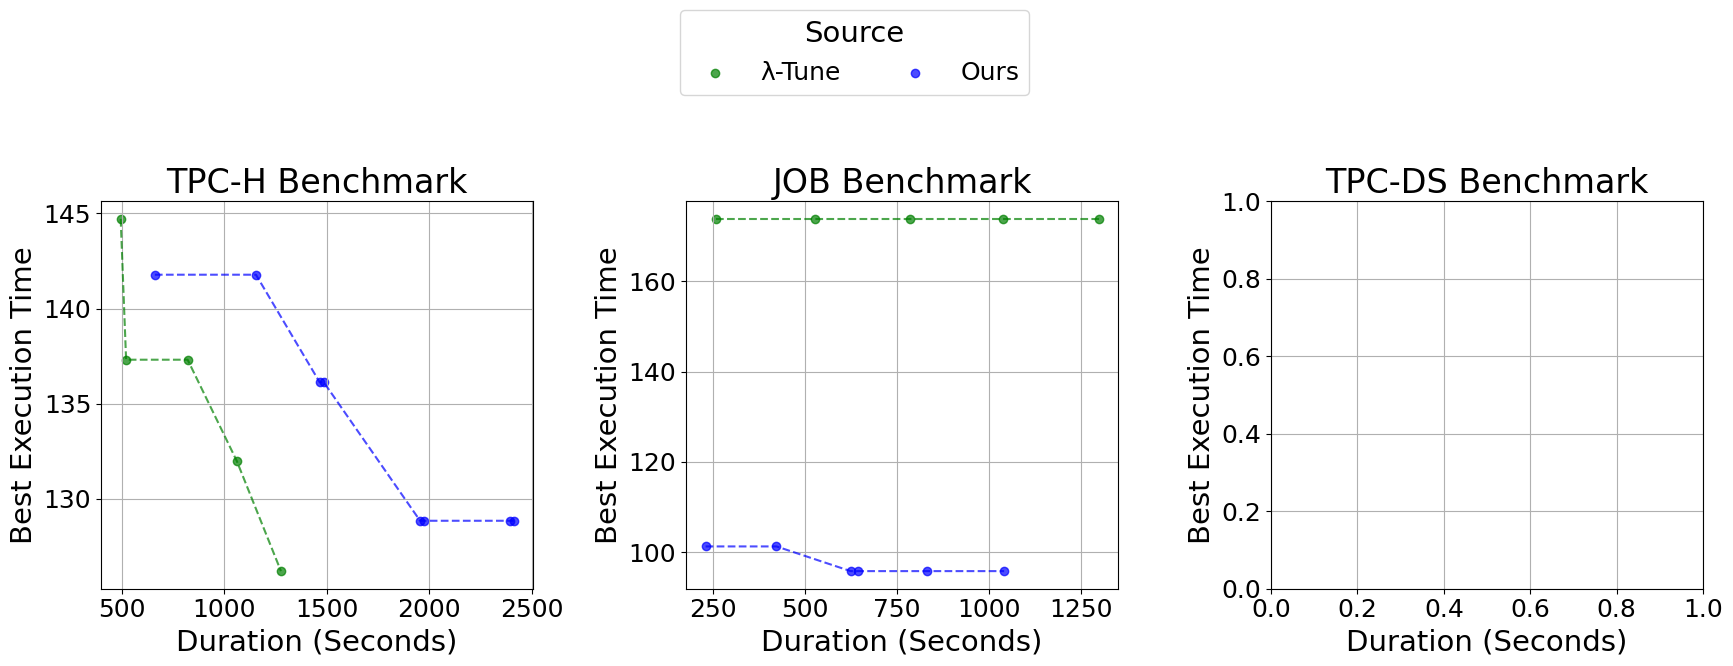 Source
λ-Tune Ours
TPC-H Benchmark
145
140
135
130
Best Execution Time
500 1000 1500 2000 2500
Duration (Seconds)
JOB Benchmark
160
140
120
100
Best Execution Time
250 500 750 1000 1250
Duration (Seconds)
TPC-DS Benchmark
1.0
0.8
0.6
0.4
0.2
0.0
Best Execution Time
0.0 0.2 0.4 0.6 0.8 1.0
Duration (Seconds)